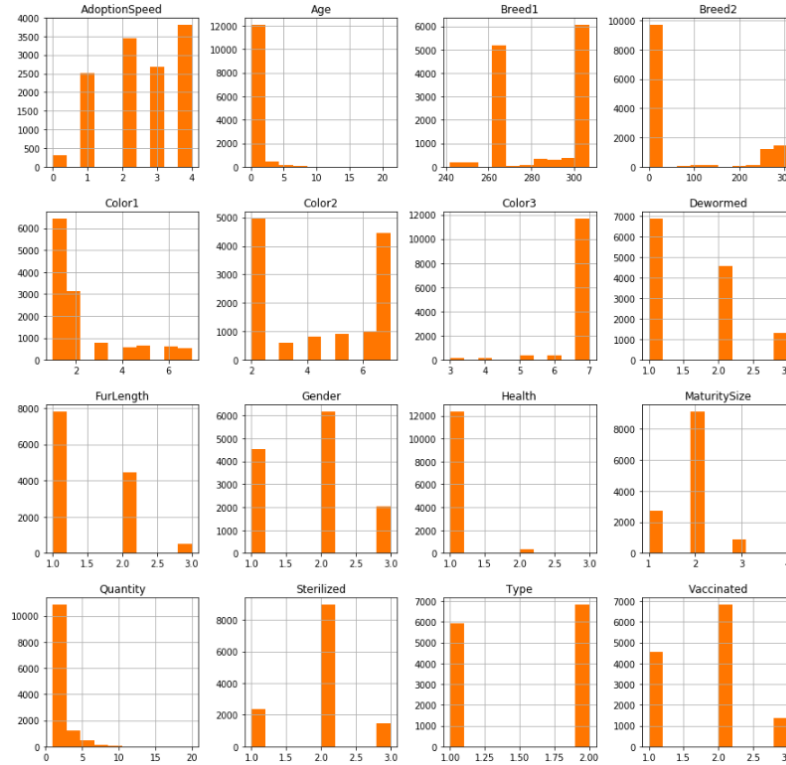 AdoptionSpeed Age Breed1 Breed2
4000 3500 3000 2500 2000 1500 1000 500 0
0 1 2 3 4
12000 10000 8000 6000 4000 2000 0
0 5 10 15 20
6000 5000 4000 3000 2000 1000 0
240 260 280 300
10000 8000 6000 4000 2000 0
0 100 200 300
Color1 Color2 Color3 Dewormed
6000 5000 4000 3000 2000 1000 0
2 4 6
5000 4000 3000 2000 1000 0
2 4 6
12000 10000 8000 6000 4000 2000 0
3 4 5 6 7
7000 6000 5000 4000 3000 2000 1000 0
1.0 1.5 2.0 2.5
FurLength Gender Health MaturitySize
8000 6000 4000 2000 0
1.0 1.5 2.0 2.5 3.0
6000 5000 4000 3000 2000 1000 0
1.0 1.5 2.0 2.5 3.0
12000 10000 8000 6000 4000 2000 0
1.0 1.5 2.0 2.5 3.0
8000 6000 4000 2000 0
1 2 3
Quantity Sterilized Type Vaccinated
10000 8000 6000 4000 2000 0
0 5 10 15 20
8000 6000 4000 2000 0
1.0 1.5 2.0 2.5 3.0
7000 6000 5000 4000 3000 2000 1000 0
1.00 1.25 1.50 1.75 2.00
7000 6000 5000 4000 3000 2000 1000 0
1.0 1.5 2.0 2.5